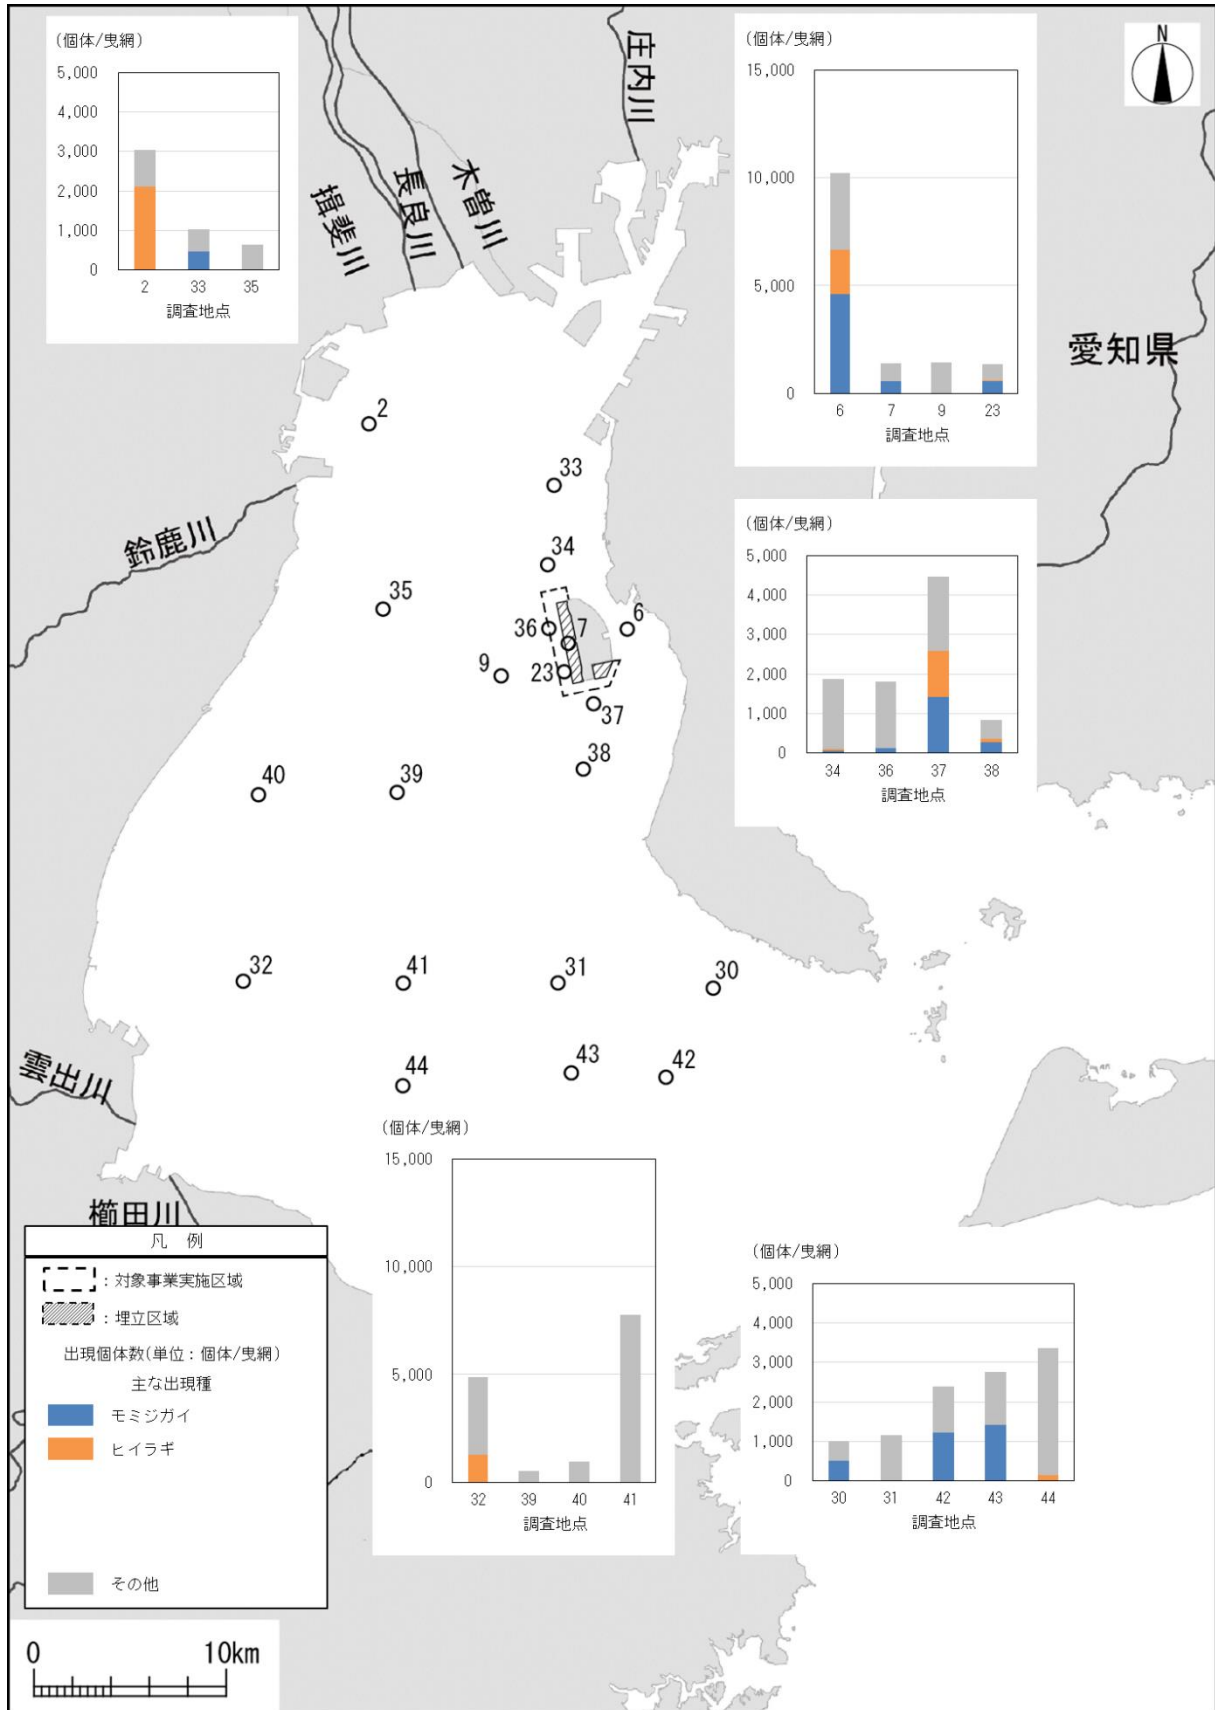 (個体/曳網)
5,000
4,000
3,000
2,000
1,000
0
2 33 35
調査地点
揖斐川
長良川
木曽川
庄内川
(個体/曳網)
15,000
10,000
5,000
0
6 7 9 23
調査地点
N
愛知県
鈴鹿川
2
33
34
35
36
7
6
9
23
37
38
40
39
(個体/曳網)
5,000
4,000
3,000
2,000
1,000
0
34 36 37 38
調査地点
32
41
31
30
44
43
42
雲出川
櫛田川
凡 例
:対象事業実施区域
:埋立区域
出現個体数(単位:個体/曳網)
主な出現種
モミジガイ
ヒイラギ
その他
(個体/曳網)
15,000
10,000
5,000
0
32 39 40 41
調査地点
(個体/曳網)
5,000
4,000
3,000
2,000
1,000
0
30 31 42 43 44
調査地点
0 10km